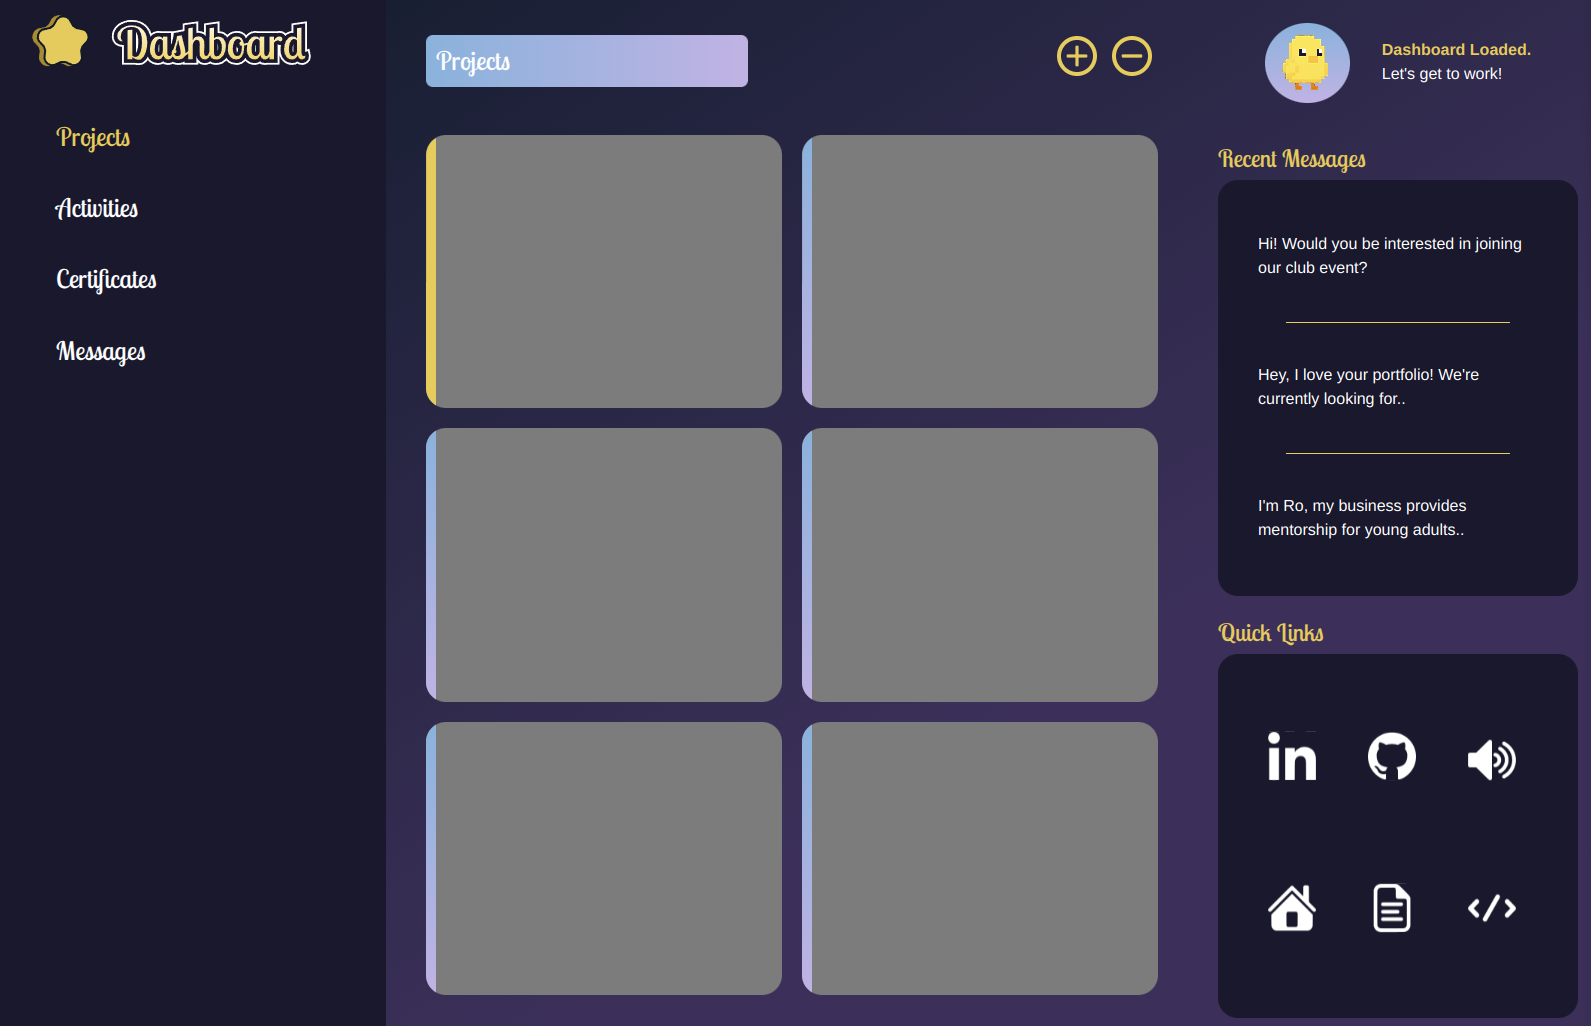 Dashboard
Projects
Activities
Certificates
Messages
Projects
Dashboard Loaded.
Let's get to work!
Recent Messages
Hi! Would you be interested in joining
our club event?
Hey, I love your portfolio! We're
currently looking for..
I'm Ro, my business provides
mentorship for young adults..
Quick Links